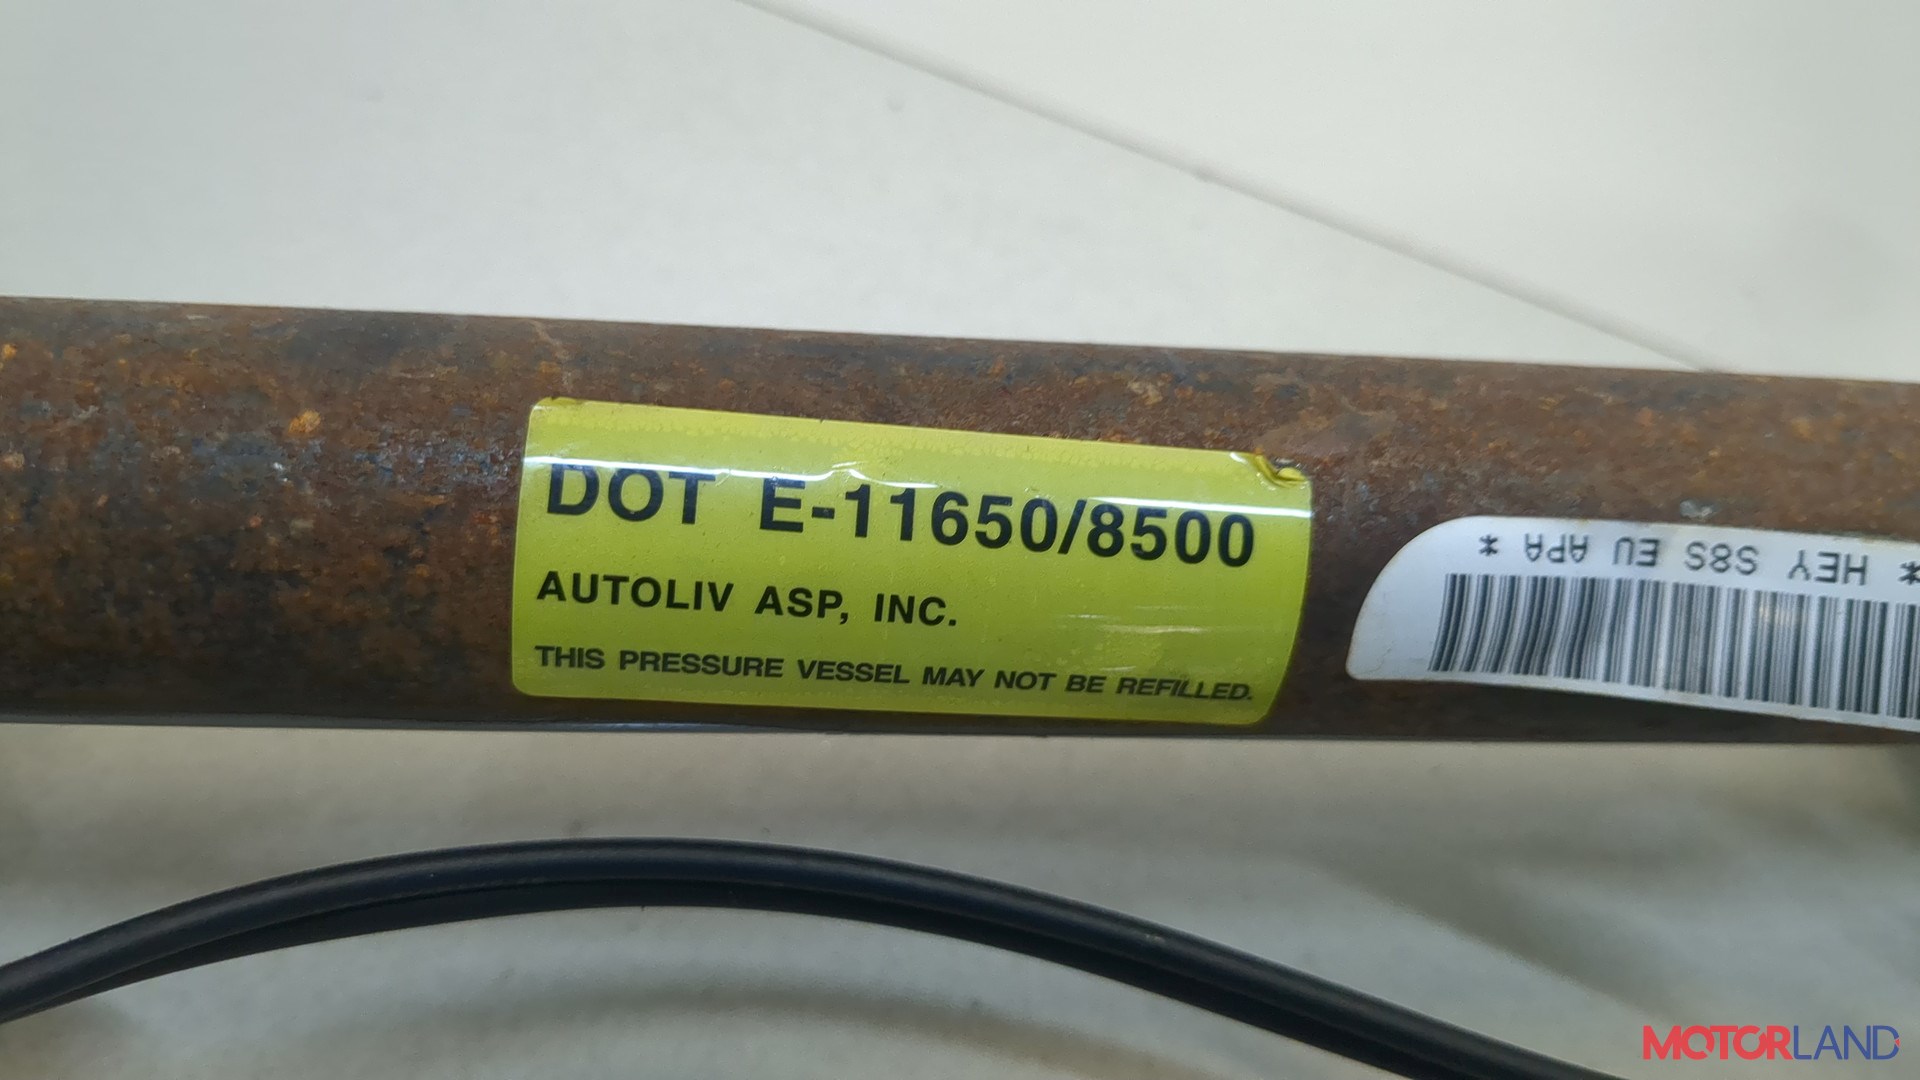 DOT E-11650/8500
AUTOLIV ASP, INC.
THIS PRESSURE VESSEL MAY NOT BE REFILLED.
* HEY S8S EU APA *
MOTORLAND